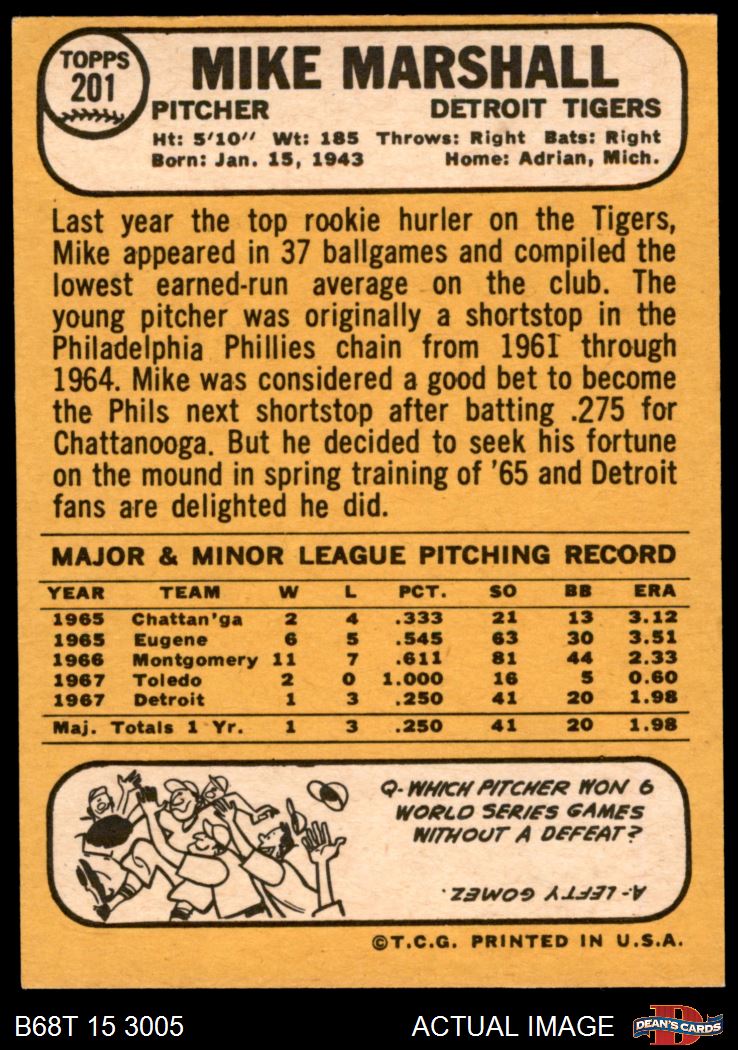 TOPPS
201
MIKE MARSHALL
PITCHER DETROIT TIGERS
Ht: 5'10" Wt: 185 Throws: Right Bats: Right
Born: Jan. 15, 1943 Home: Adrian, Mich.
Last year the top rookie hurler on the Tigers,
Mike appeared in 37 ballgames and compiled the
lowest earned-run average on the club. The
young pitcher was originally a shortstop in the
Philadelphia Phillies chain from 1961 through
1964. Mike was considered a good bet to become
the Phils next shortstop after batting .275 for
Chattanooga. But he decided to seek his fortune
on the mound in spring training of '65 and Detroit
fans are delighted he did.
MAJOR & MINOR LEAGUE PITCHING RECORD
YEAR TEAM W L PCT. SO BB ERA
1965 Chattan'ga 2 4 .333 21 13 3.12
1965 Eugene 6 5 .545 63 30 3.51
1966 Montgomery 11 7 .611 81 44 2.33
1967 Toledo 2 0 1.000 16 5 0.60
1967 Detroit 1 3 .250 41 20 1.98
Maj. Totals 1 Yr. 1 3 .250 41 20 1.98
Q- WHICH PITCHER WON 6
WORLD SERIES GAMES
WITHOUT A DEFEAT?
A- LEFTY GOMEZ.
©T.C.G. PRINTED IN U.S.A.
B68T 15 3005 ACTUAL IMAGE D
DEAN'S CARDS